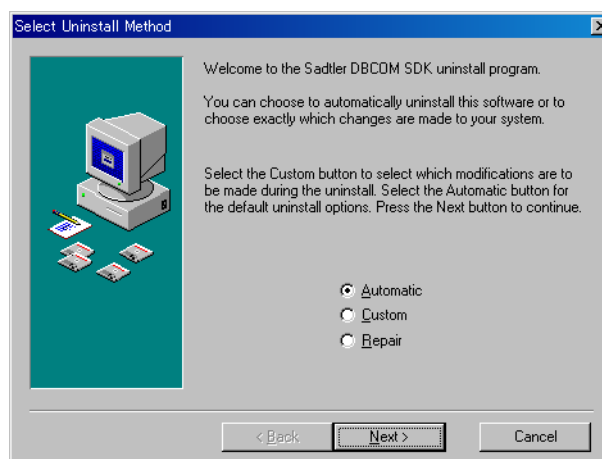 Select Uninstall Method
Welcome to the Sadtler DBCOM SDK uninstall program.
You can choose to automatically uninstall this software or to
choose exactly which changes are made to your system.
Select the Custom button to select which modifications are to
be made during the uninstall. Select the Automatic button for
the default uninstall options. Press the Next button to continue.
Automatic
Custom
Repair
< Back
Next >
Cancel